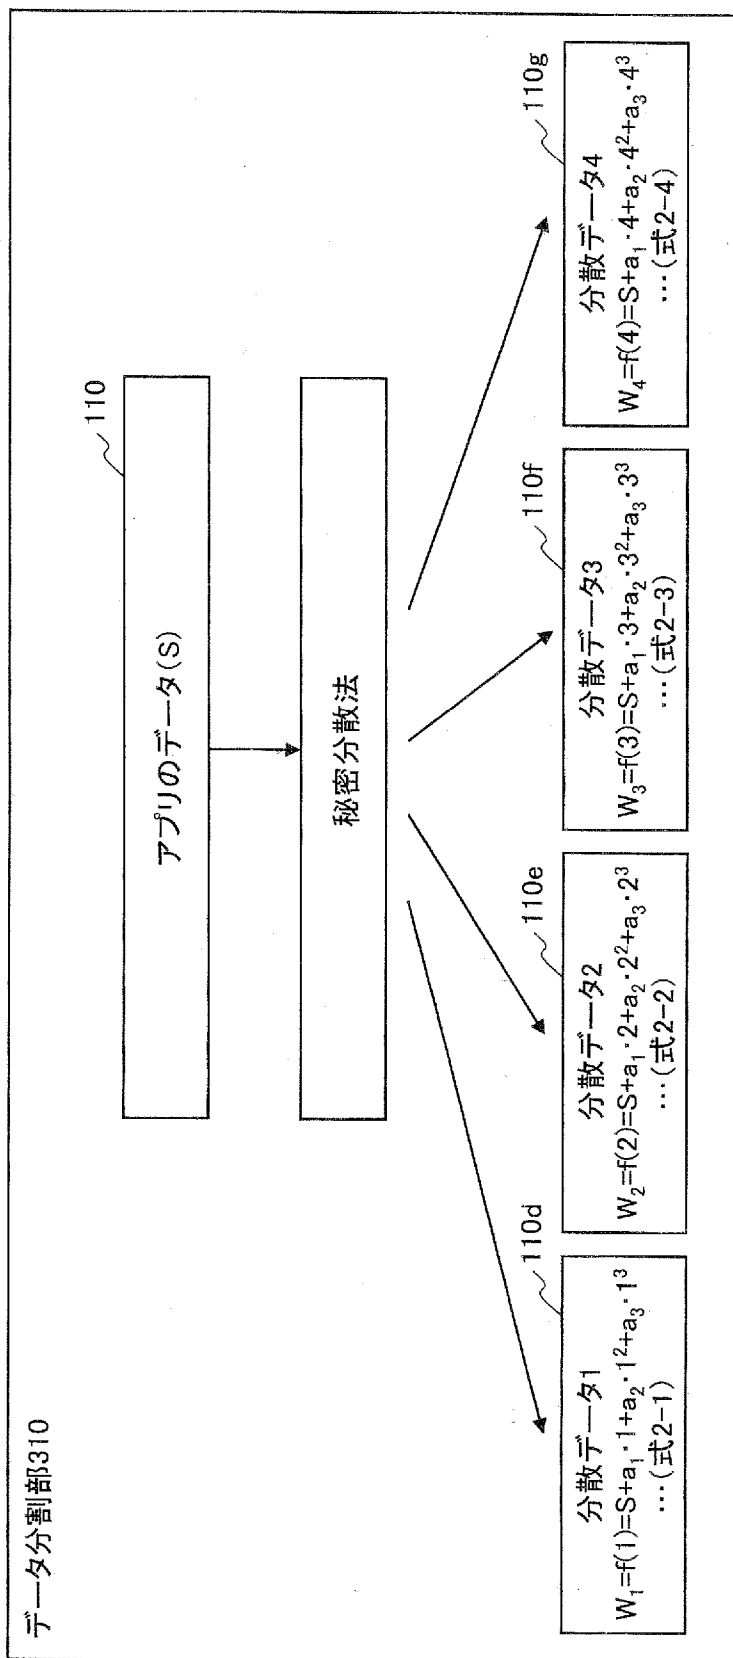 データ分割部310
110
アプリのデータ(S)
秘密分散法
110d
分散データ1
W₁=f(1)=S+a₁・1+a₂・1²+a₃・1³
…(式2-1)
110e
分散データ2
W₂=f(2)=S+a₁・2+a₂・2²+a₃・2³
…(式2-2)
110f
分散データ3
W₃=f(3)=S+a₁・3+a₂・3²+a₃・3³
…(式2-3)
110g
分散データ4
W₄=f(4)=S+a₁・4+a₂・4²+a₃・4³
…(式2-4)